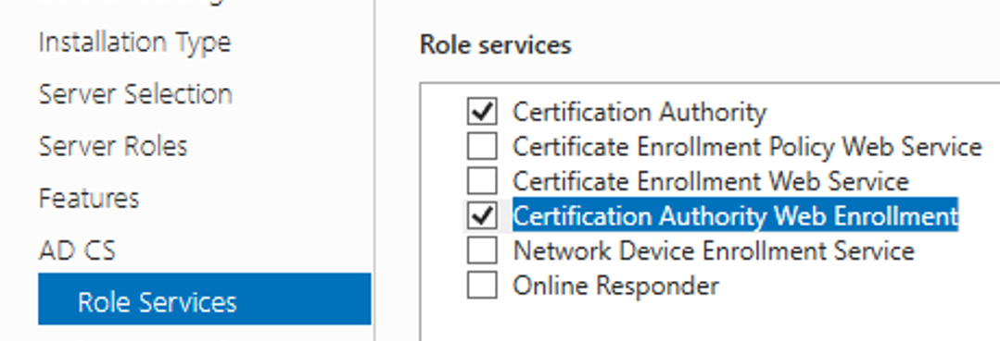 Installation Type
Server Selection
Server Roles
Features
AD CS
Role Services
Role services
Certification Authority
Certificate Enrollment Policy Web Service
Certificate Enrollment Web Service
Certification Authority Web Enrollment
Network Device Enrollment Service
Online Responder